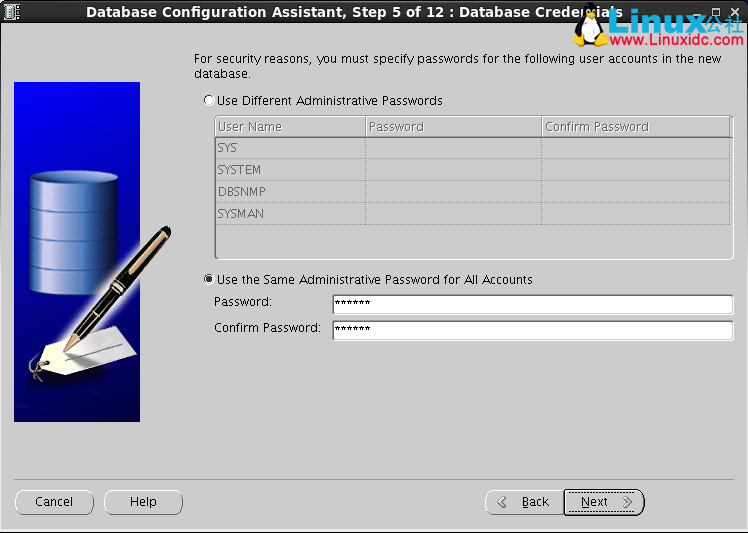 Database Configuration Assistant, Step 5 of 12 : Database Credentials
Linux公社
www.Linuxidc.com
For security reasons, you must specify passwords for the following user accounts in the new
database.
Use Different Administrative Passwords
User Name Password Confirm Password
SYS
SYSTEM
DBSNMP
SYSMAN
Use the Same Administrative Password for All Accounts
Password: ******
Confirm Password: ******
Cancel Help Back Next